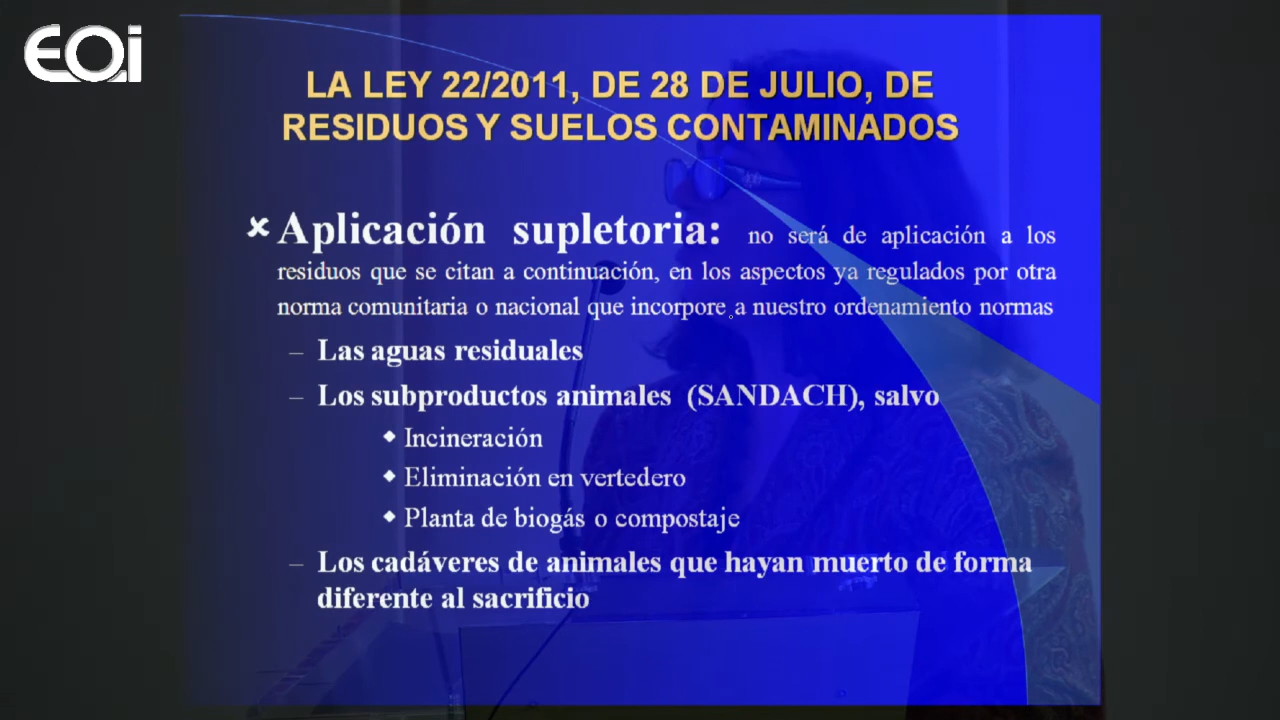 EOi
LA LEY 22/2011, DE 28 DE JULIO, DE
RESIDUOS Y SUELOS CONTAMINADOS
Aplicación supletoria: no será de aplicación a los
residuos que se citan a continuación, en los aspectos ya regulados por otra
norma comunitaria o nacional que incorpore a nuestro ordenamiento normas
– Las aguas residuales
– Los subproductos animales (SANDACH), salvo
◆ Incineración
◆ Eliminación en vertedero
◆ Planta de biogás o compostaje
– Los cadáveres de animales que hayan muerto de forma
diferente al sacrificio